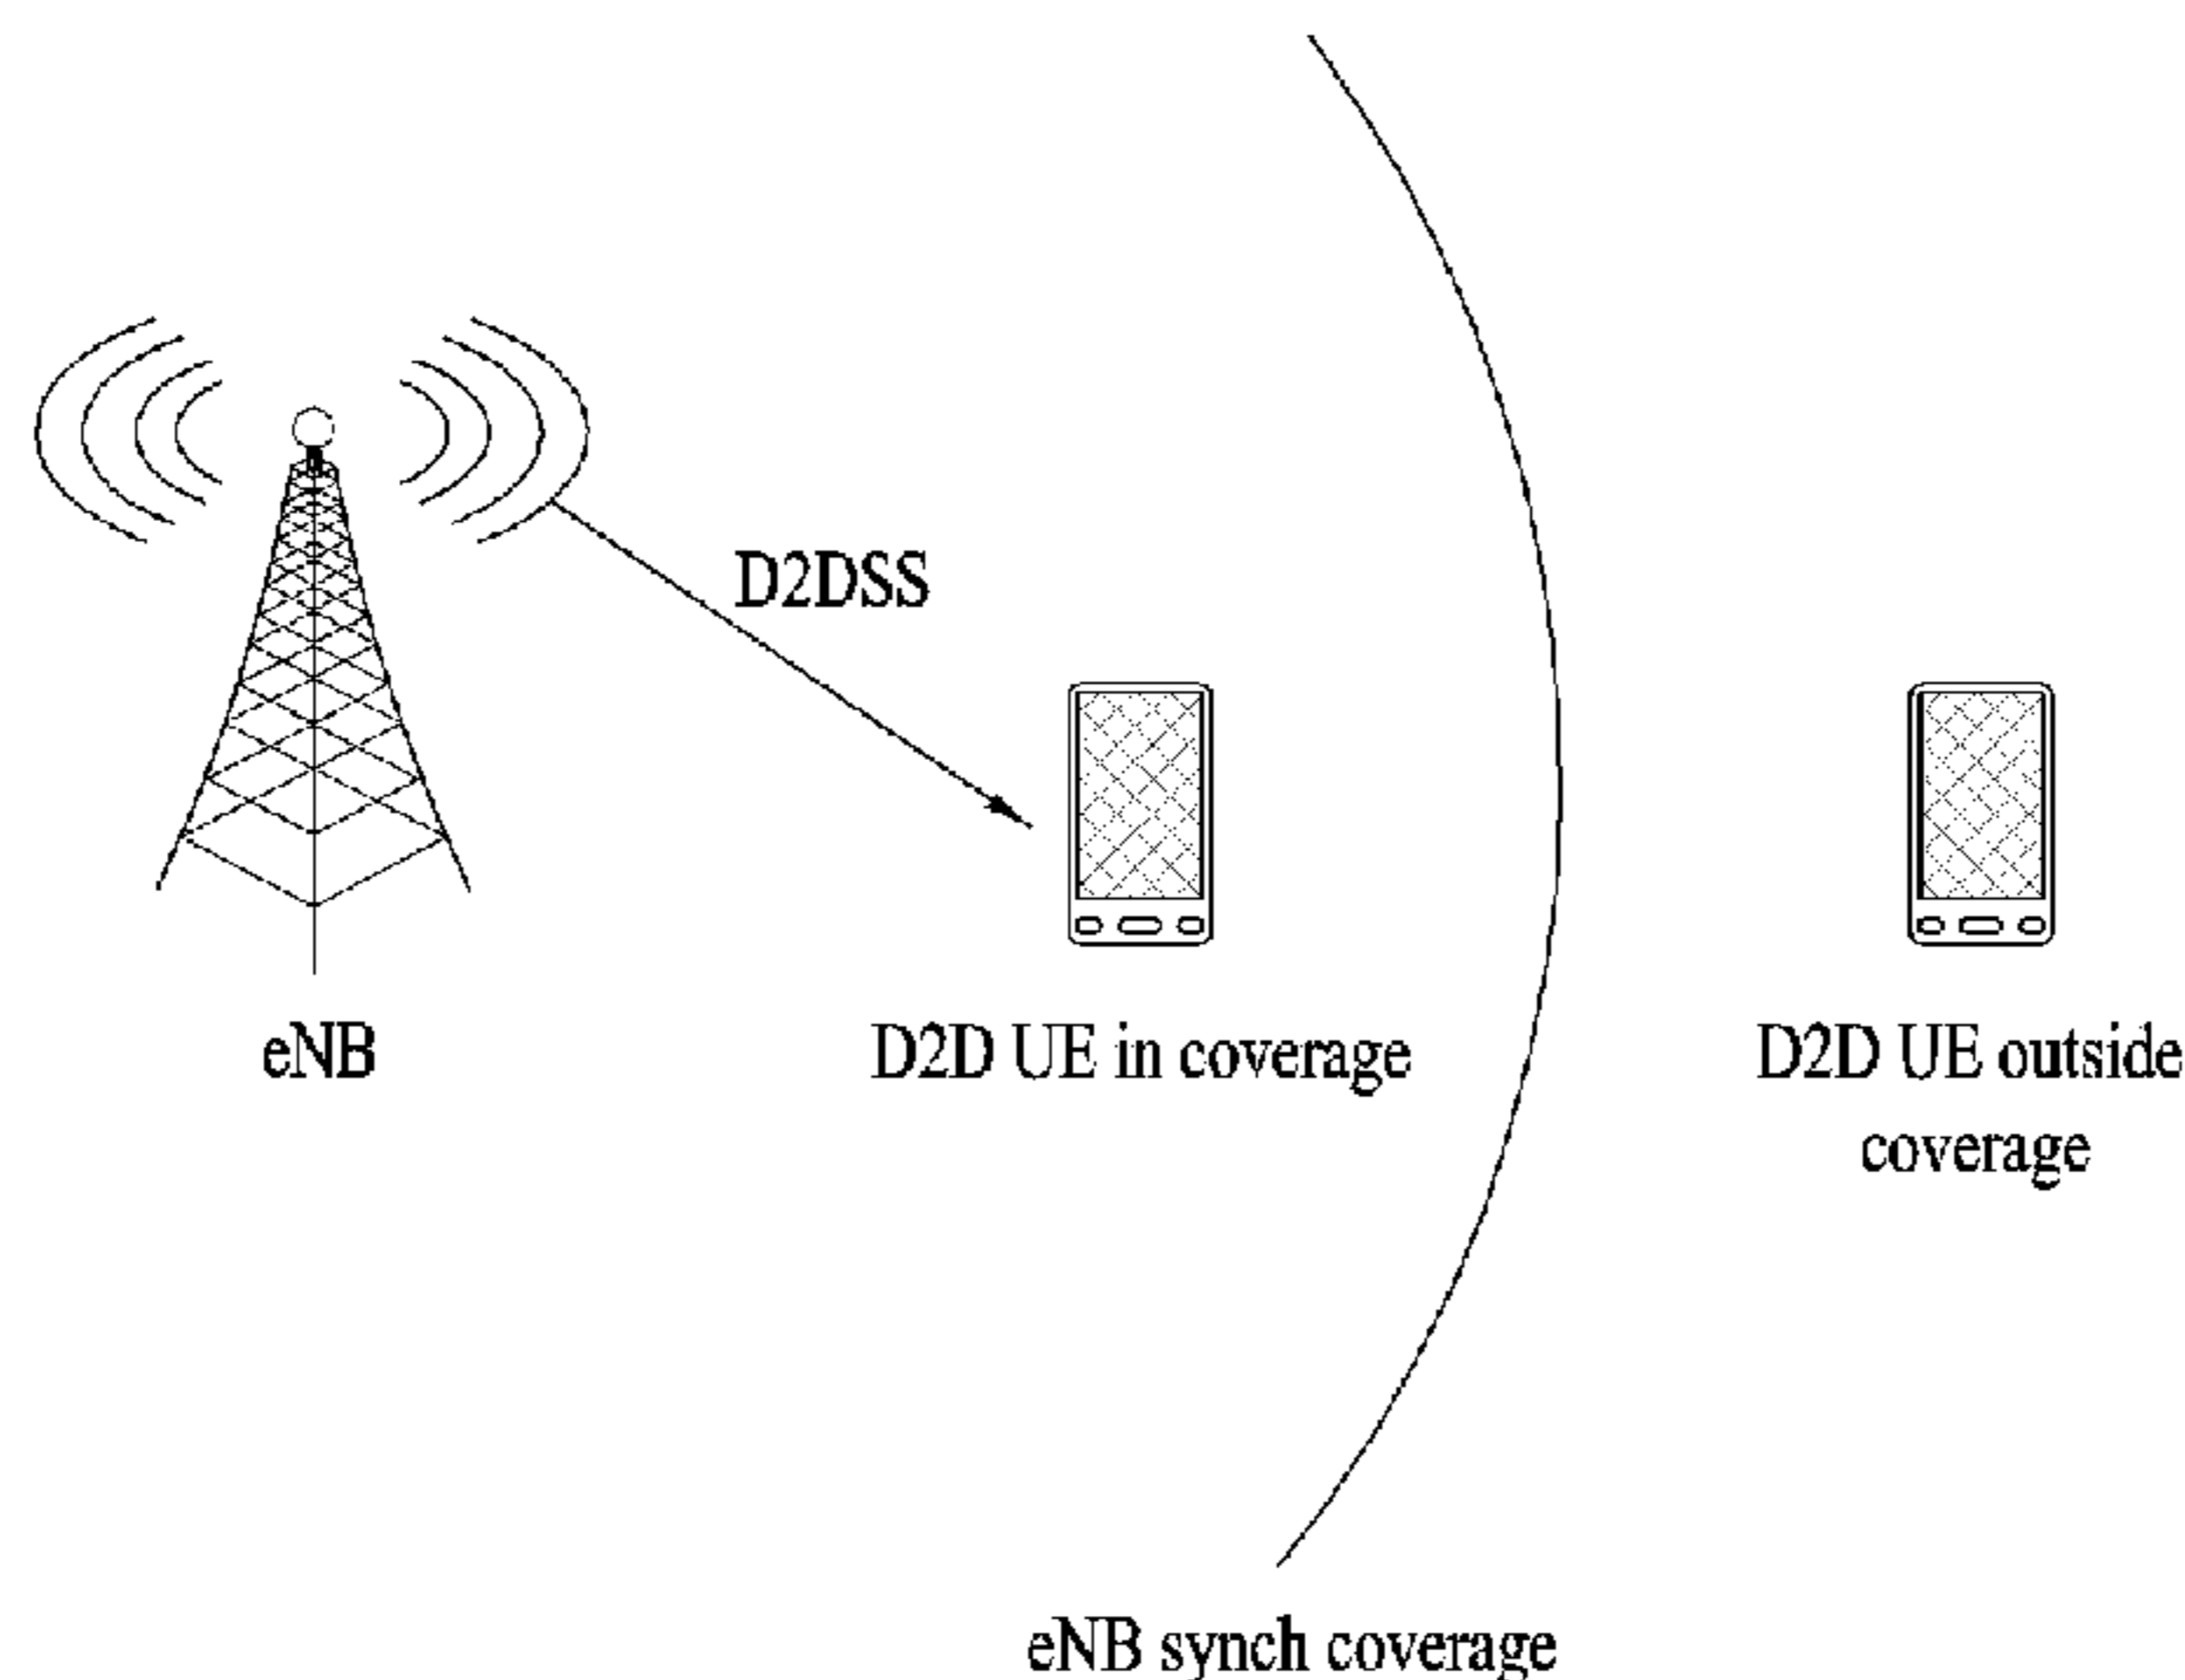 D2DSS
eNB
D2D UE in coverage
D2D UE outside
coverage
eNB synch coverage